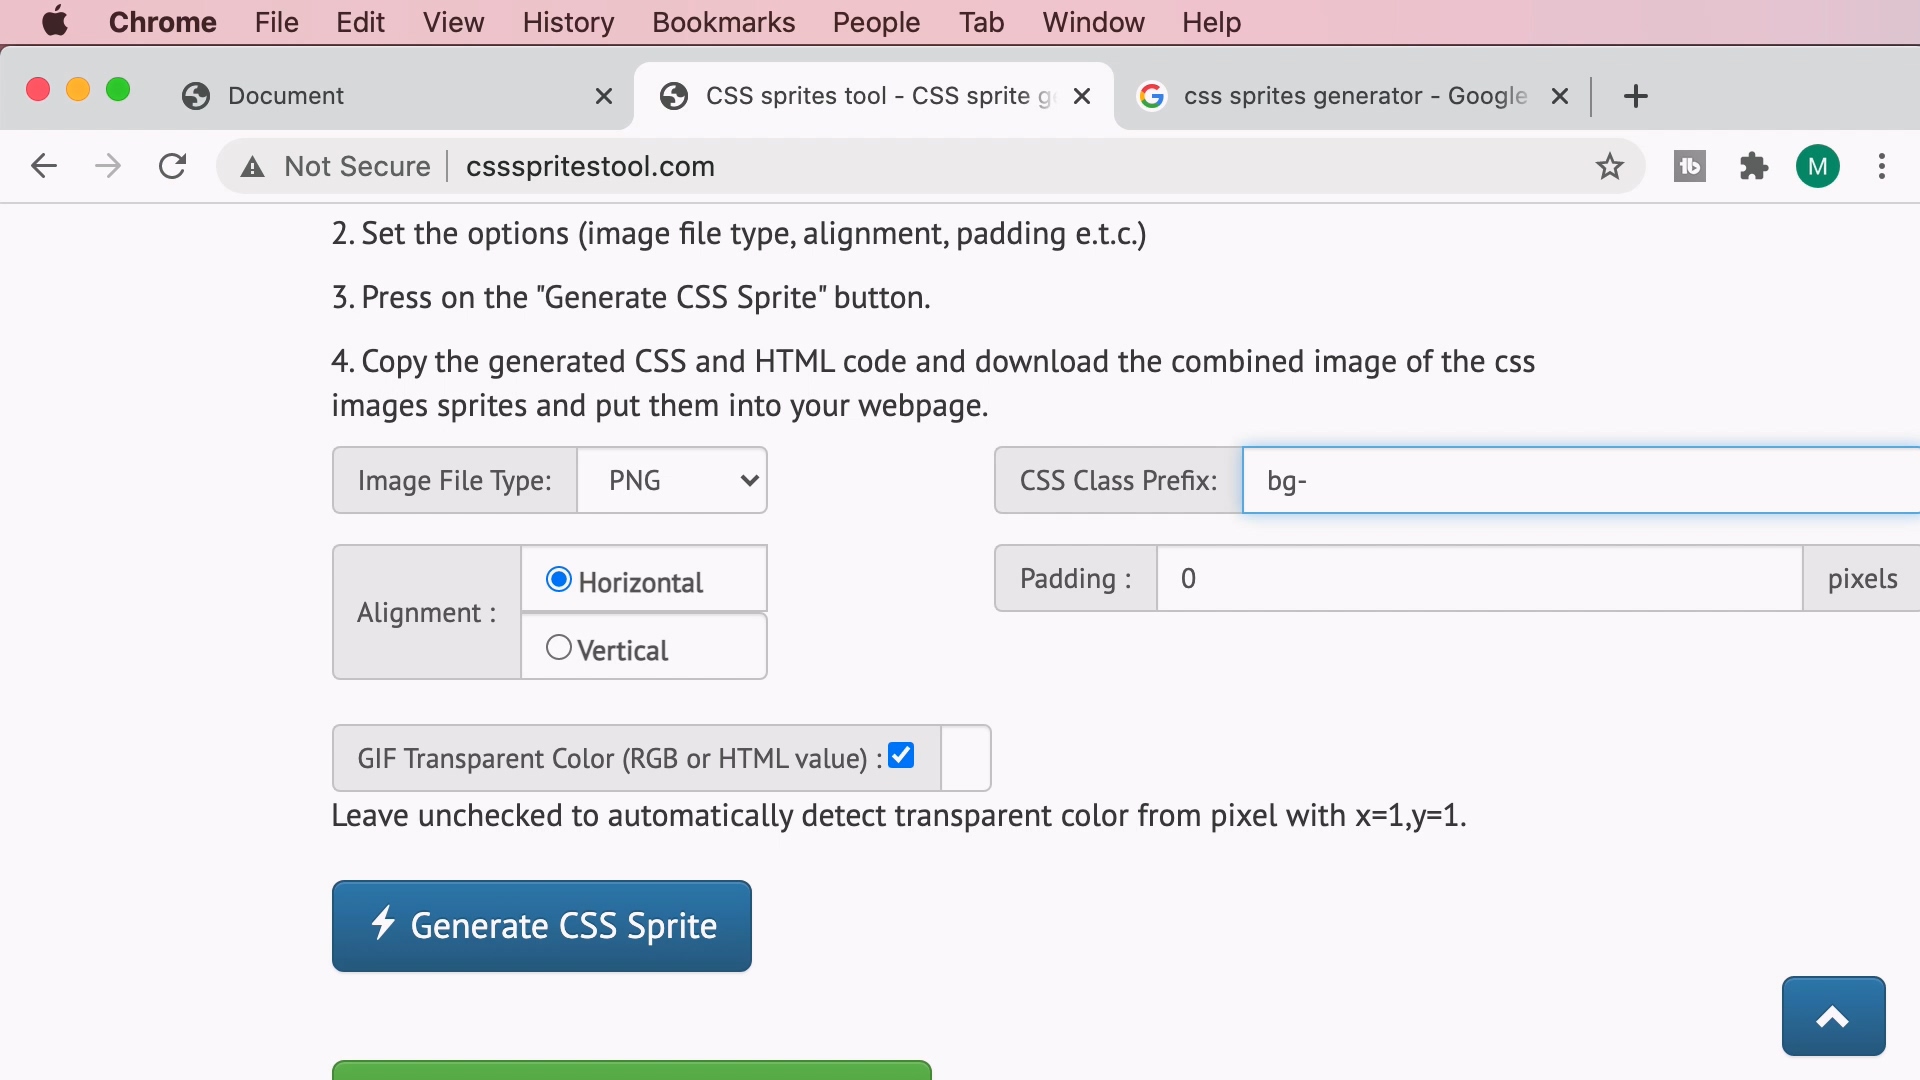 Chrome File Edit View History Bookmarks People Tab Window Help
Document CSS sprites tool - CSS sprite g css sprites generator - Google
Not Secure csssspritestool.com
2. Set the options (image file type, alignment, padding e.t.c.)
3. Press on the "Generate CSS Sprite" button.
4. Copy the generated CSS and HTML code and download the combined image of the css
images sprites and put them into your webpage.
Image File Type: PNG CSS Class Prefix: bg-
Alignment : Horizontal Padding : 0 pixels
Vertical
GIF Transparent Color (RGB or HTML value) :
Leave unchecked to automatically detect transparent color from pixel with x=1,y=1.
Generate CSS Sprite